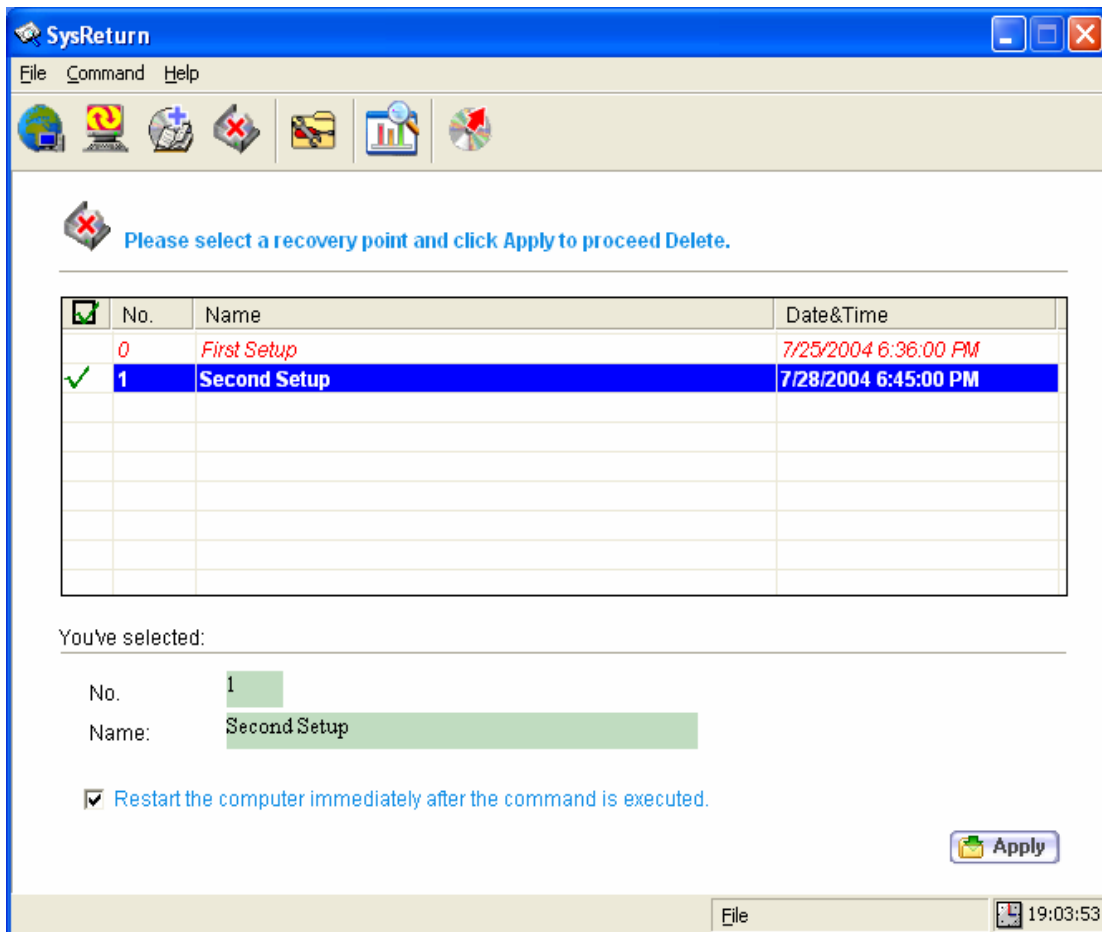 SysReturn
File Command Help
Please select a recovery point and click Apply to proceed Delete.
No. Name Date&Time
0 First Setup 7/25/2004 6:36:00 PM
1 Second Setup 7/28/2004 6:45:00 PM
You've selected:
No. 1
Name: Second Setup
Restart the computer immediately after the command is executed.
Apply
File 19:03:53